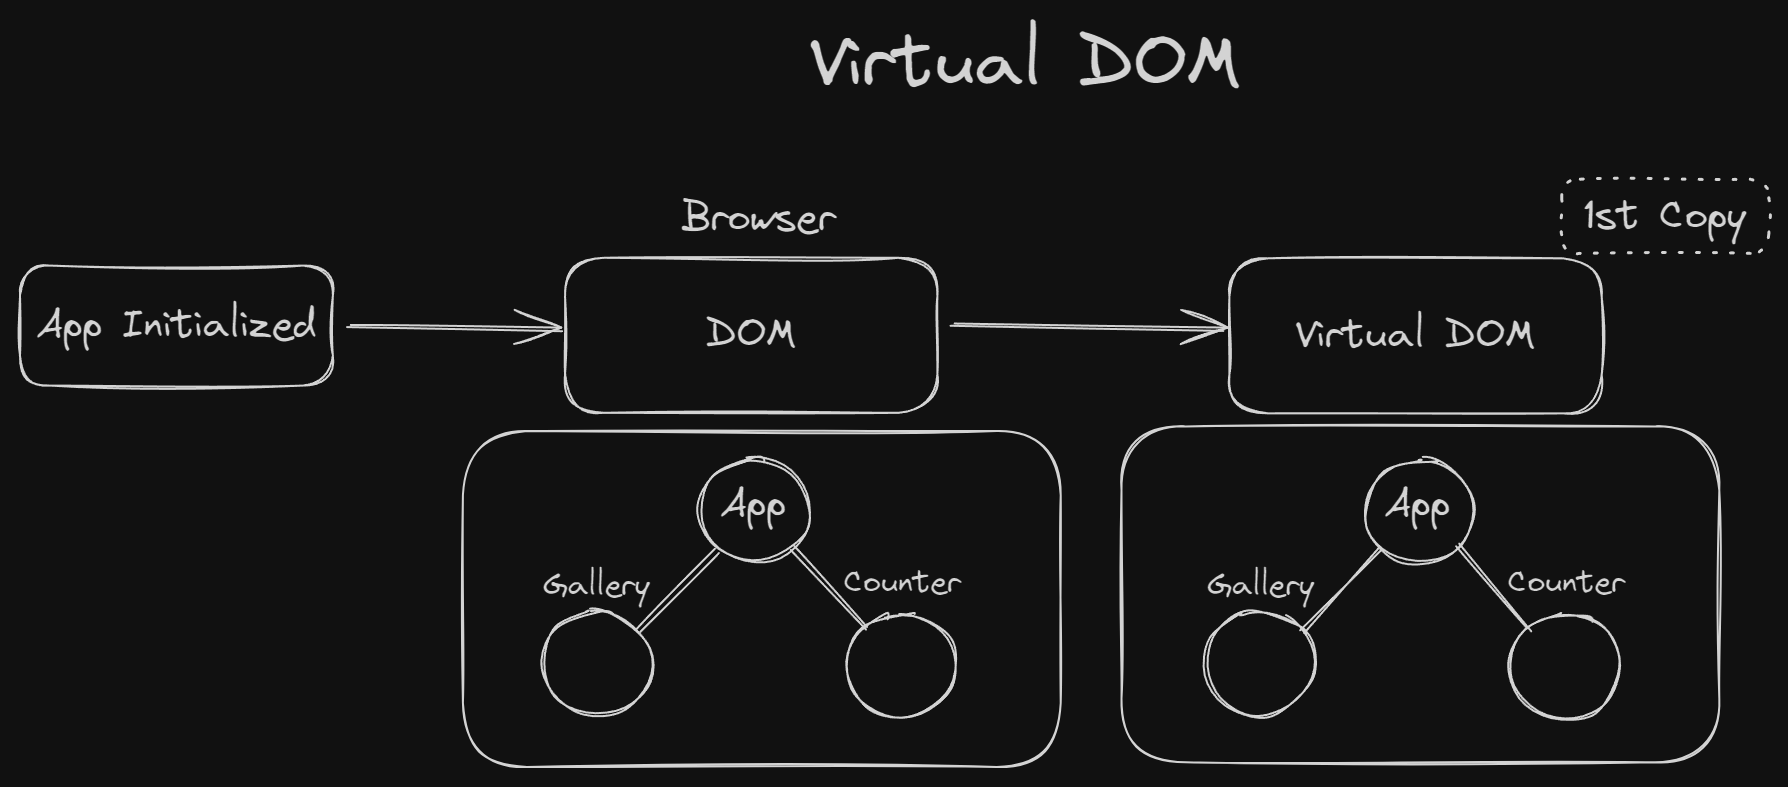 Virtual DOM
Browser
1st Copy
App Initialized
DOM
Virtual DOM
App
Gallery
Counter
App
Gallery
Counter